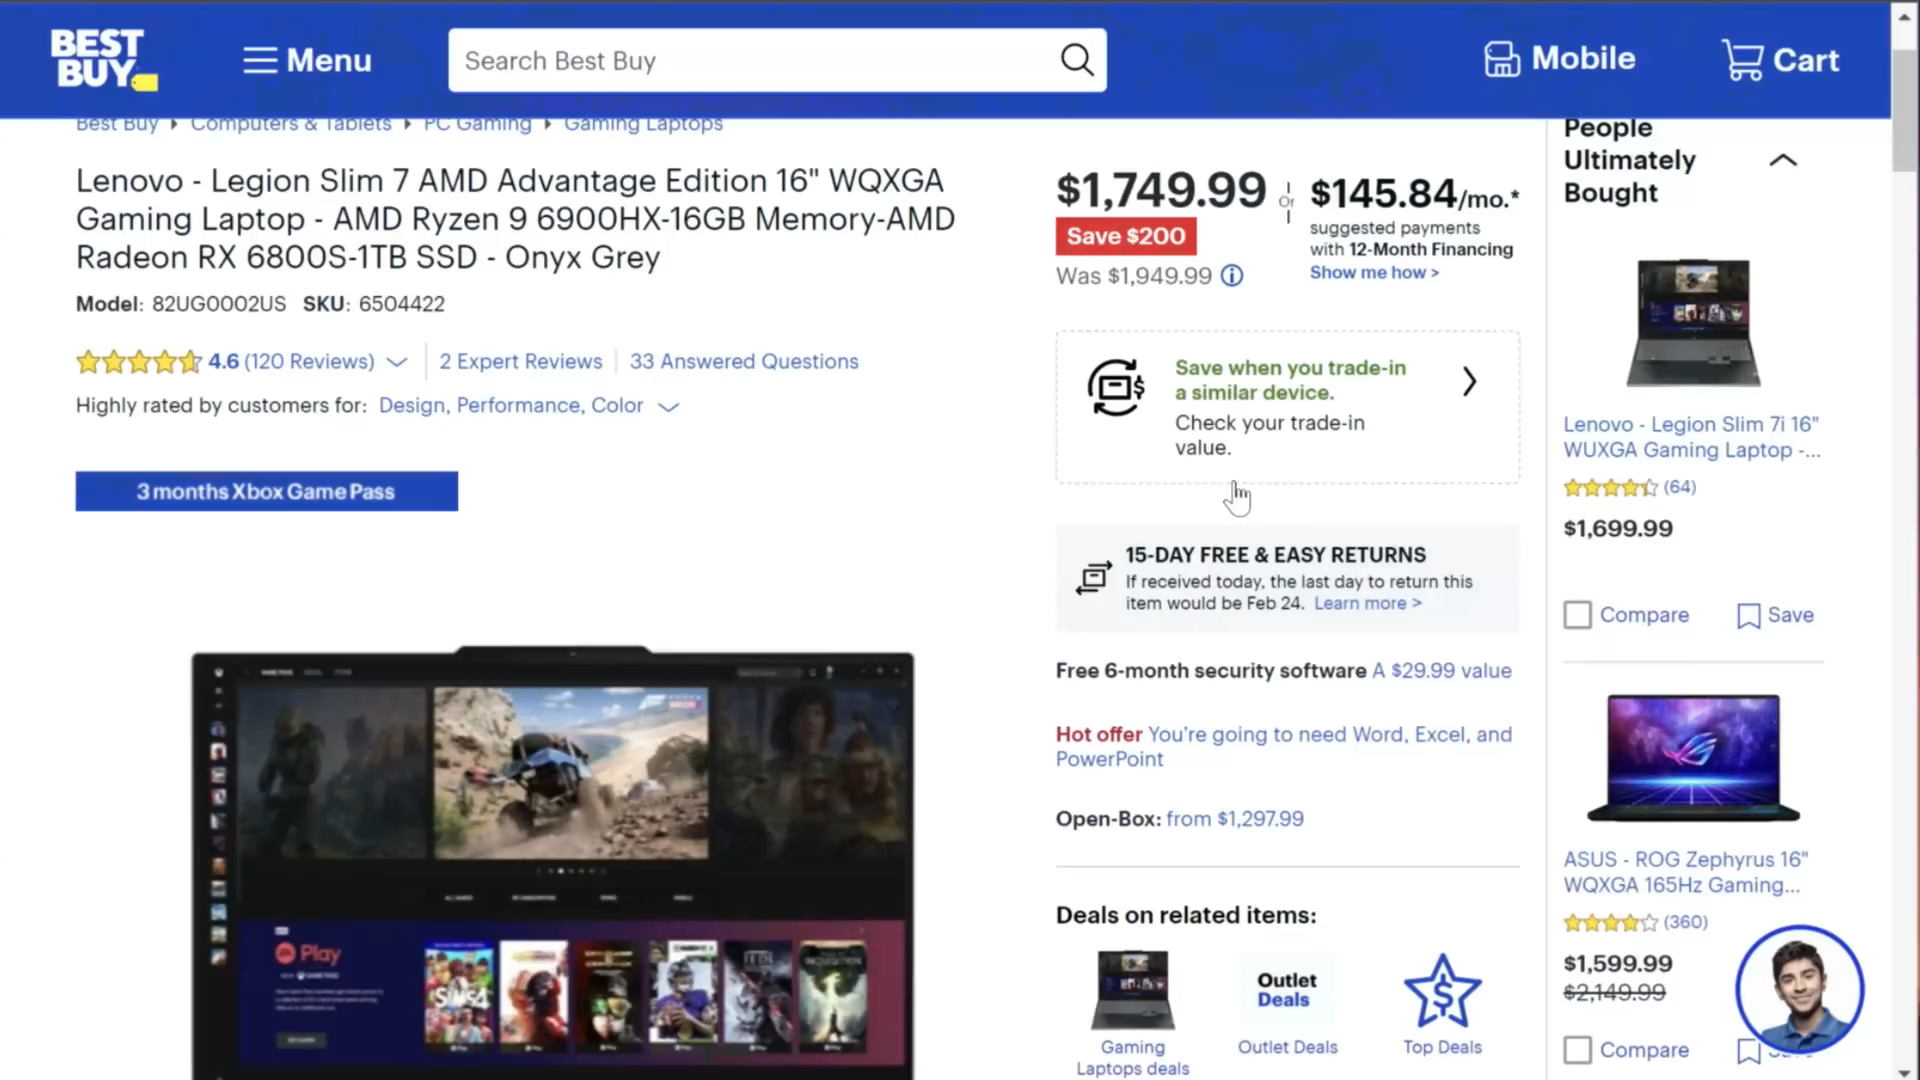 BEST BUY
Menu
Search Best Buy
Mobile
Cart
Best Buy Computers & Tablets PC Gaming Gaming Laptops
Lenovo - Legion Slim 7 AMD Advantage Edition 16" WQXGA
Gaming Laptop - AMD Ryzen 9 6900HX-16GB Memory-AMD
Radeon RX 6800S-1TB SSD - Onyx Grey
Model: 82UG0002US SKU: 6504422
4.6 (120 Reviews) 2 Expert Reviews 33 Answered Questions
Highly rated by customers for: Design, Performance, Color
3 months Xbox Game Pass
Play
SIMS4
$1,749.99
Save $200
Was $1,949.99
Or
$145.84/mo.*
suggested payments
with 12-Month Financing
Show me how >
Save when you trade-in
a similar device.
Check your trade-in
value.
15-DAY FREE & EASY RETURNS
If received today, the last day to return this
item would be Feb 24. Learn more >
Free 6-month security software A $29.99 value
Hot offer You're going to need Word, Excel, and
PowerPoint
Open-Box: from $1,297.99
Deals on related items:
Gaming
Laptops deals
Outlet
Deals
Outlet Deals
Top Deals
People
Ultimately
Bought
Lenovo - Legion Slim 7i 16"
WUXGA Gaming Laptop -...
(64)
$1,699.99
Compare Save
ASUS - ROG Zephyrus 16"
WQXGA 165Hz Gaming...
(360)
$1,599.99
$2,149.99
Compare